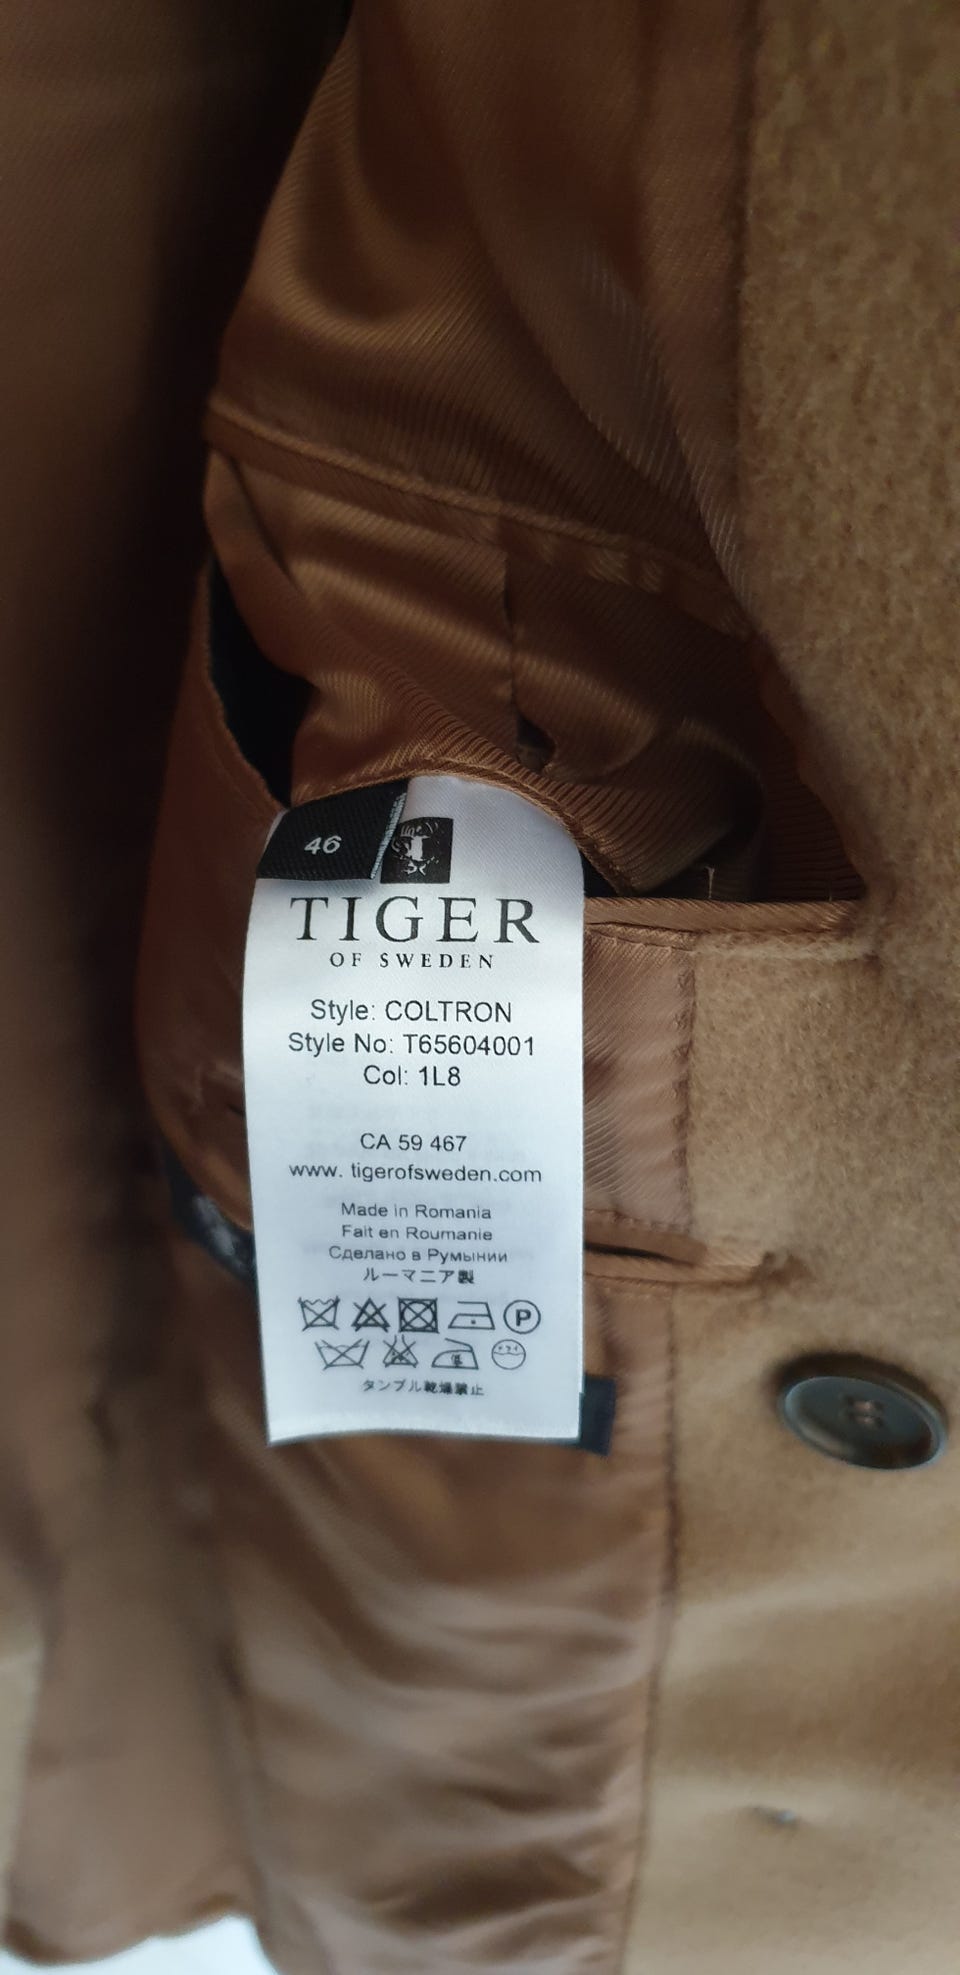 46
TIGER
OF SWEDEN
Style: COLTRON
Style No: T65604001
Col: 1L8
CA 59 467
www. tigerofsweden.com
Made in Romania
Fait en Roumanie
Сделано в Румынии
ルーマニア製
P
タンブル乾燥禁止